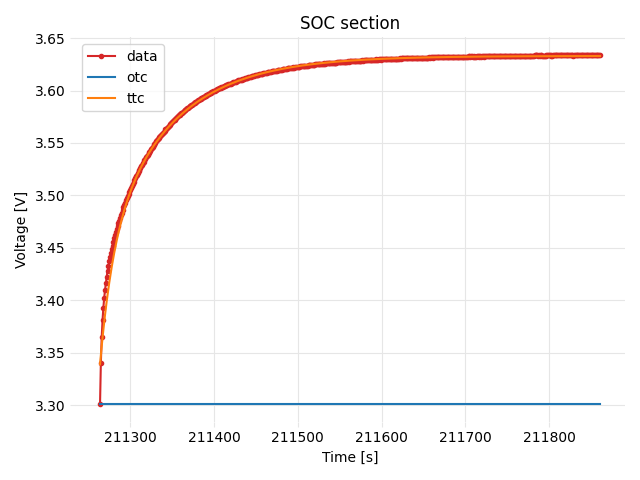 SOC section
data
otc
ttc
Voltage [V]
3.65
3.60
3.55
3.50
3.45
3.40
3.35
3.30
211300 211400 211500 211600 211700 211800
Time [s]